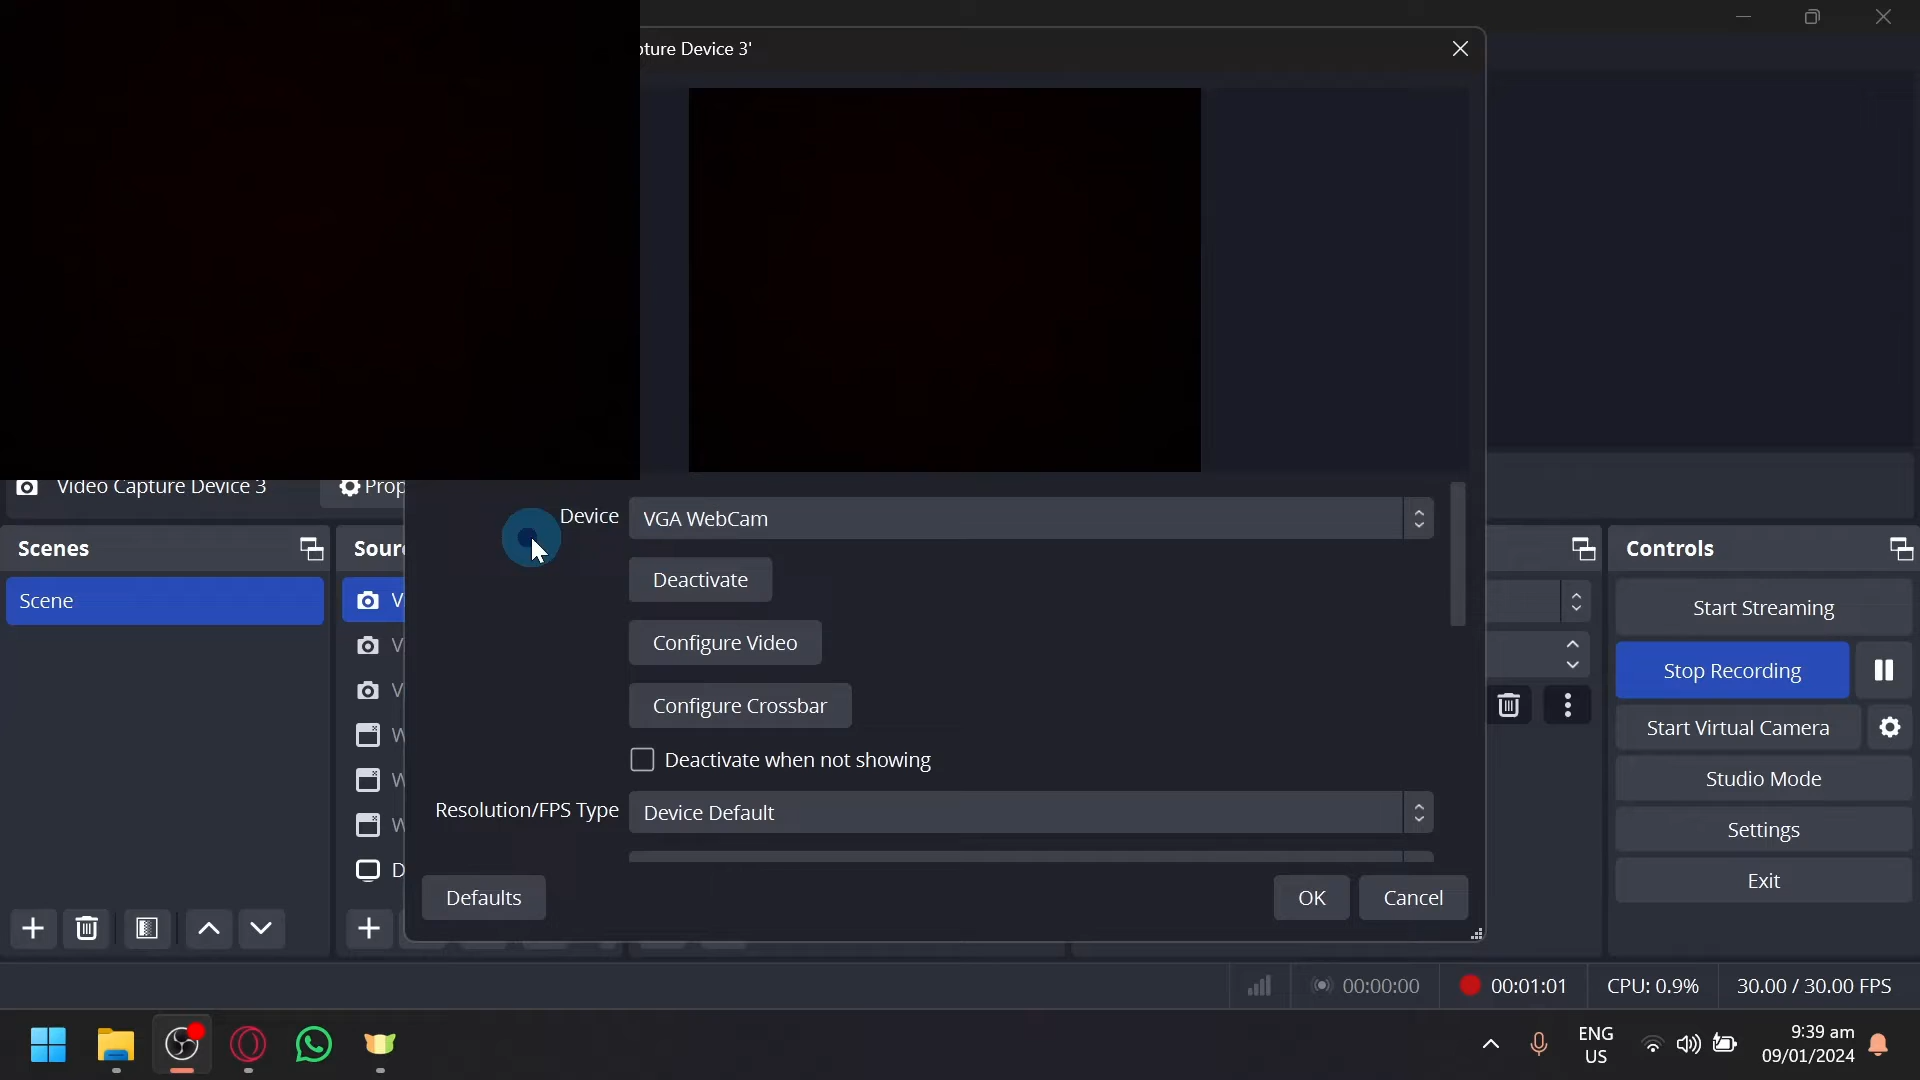 pture Device 3'
Video Capture Device 3
Prop
Device
VGA WebCam
Deactivate
Configure Video
Configure Crossbar
Deactivate when not showing
Resolution/FPS Type
Device Default
Defaults
OK
Cancel
Scenes
Scene
Sour
V
V
V
W
W
W
D
Controls
Start Streaming
Stop Recording
Start Virtual Camera
Studio Mode
Settings
Exit
00:00:00
00:01:01
CPU: 0.9%
30.00 / 30.00 FPS
ENG
US
9:39 am
09/01/2024